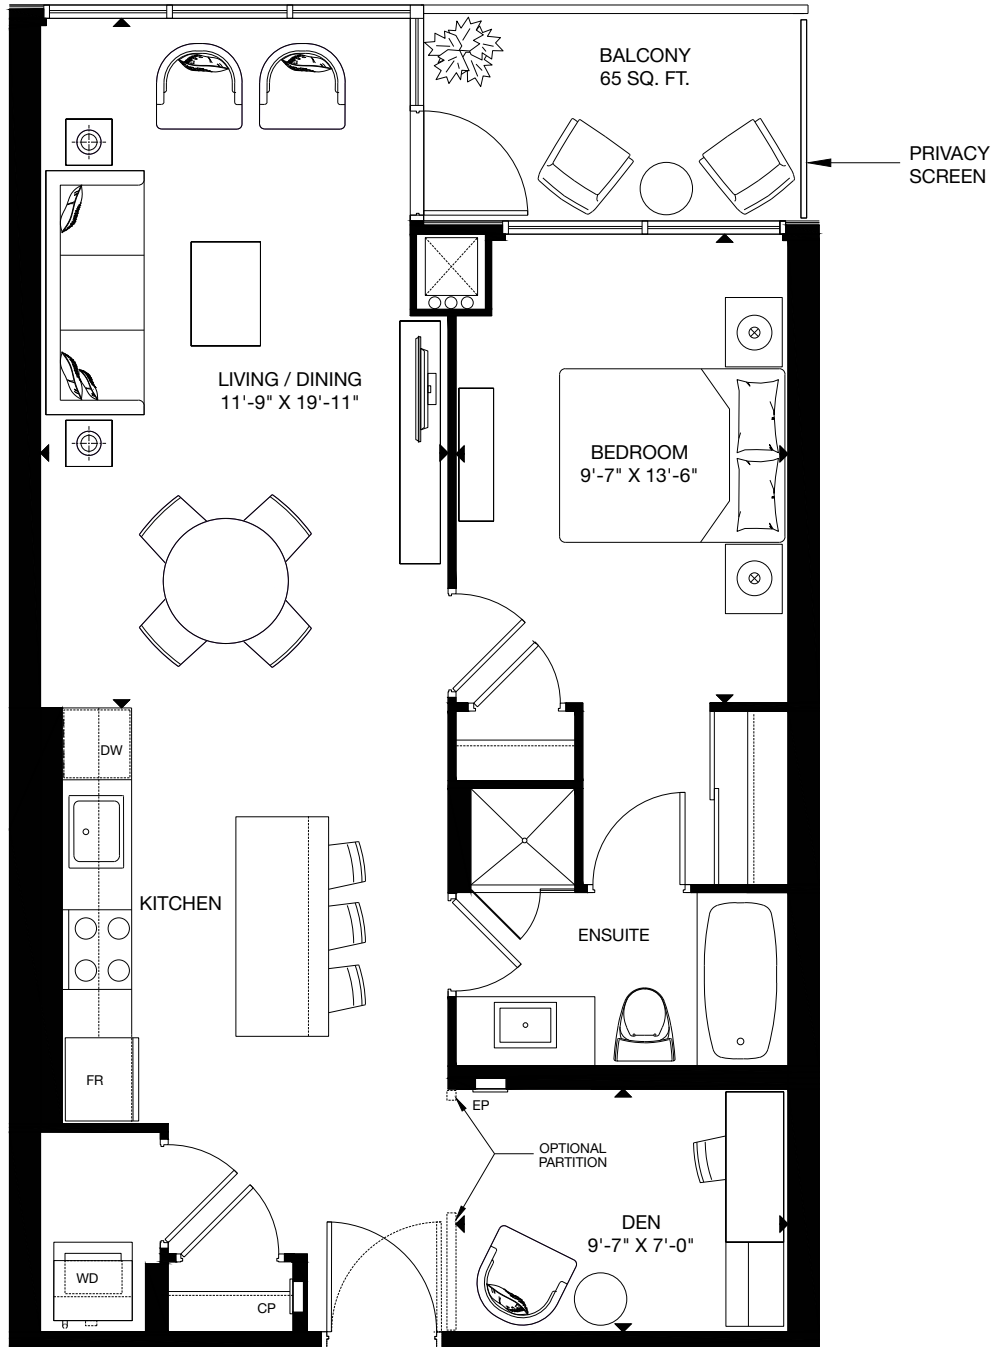 BALCONY
65 SQ. FT.
PRIVACY
SCREEN
LIVING / DINING
11'-9" X 19'-11"
BEDROOM
9'-7" X 13'-6"
DW
KITCHEN
ENSUITE
FR
EP
OPTIONAL
PARTITION
DEN
9'-7" X 7'-0"
WD
CP